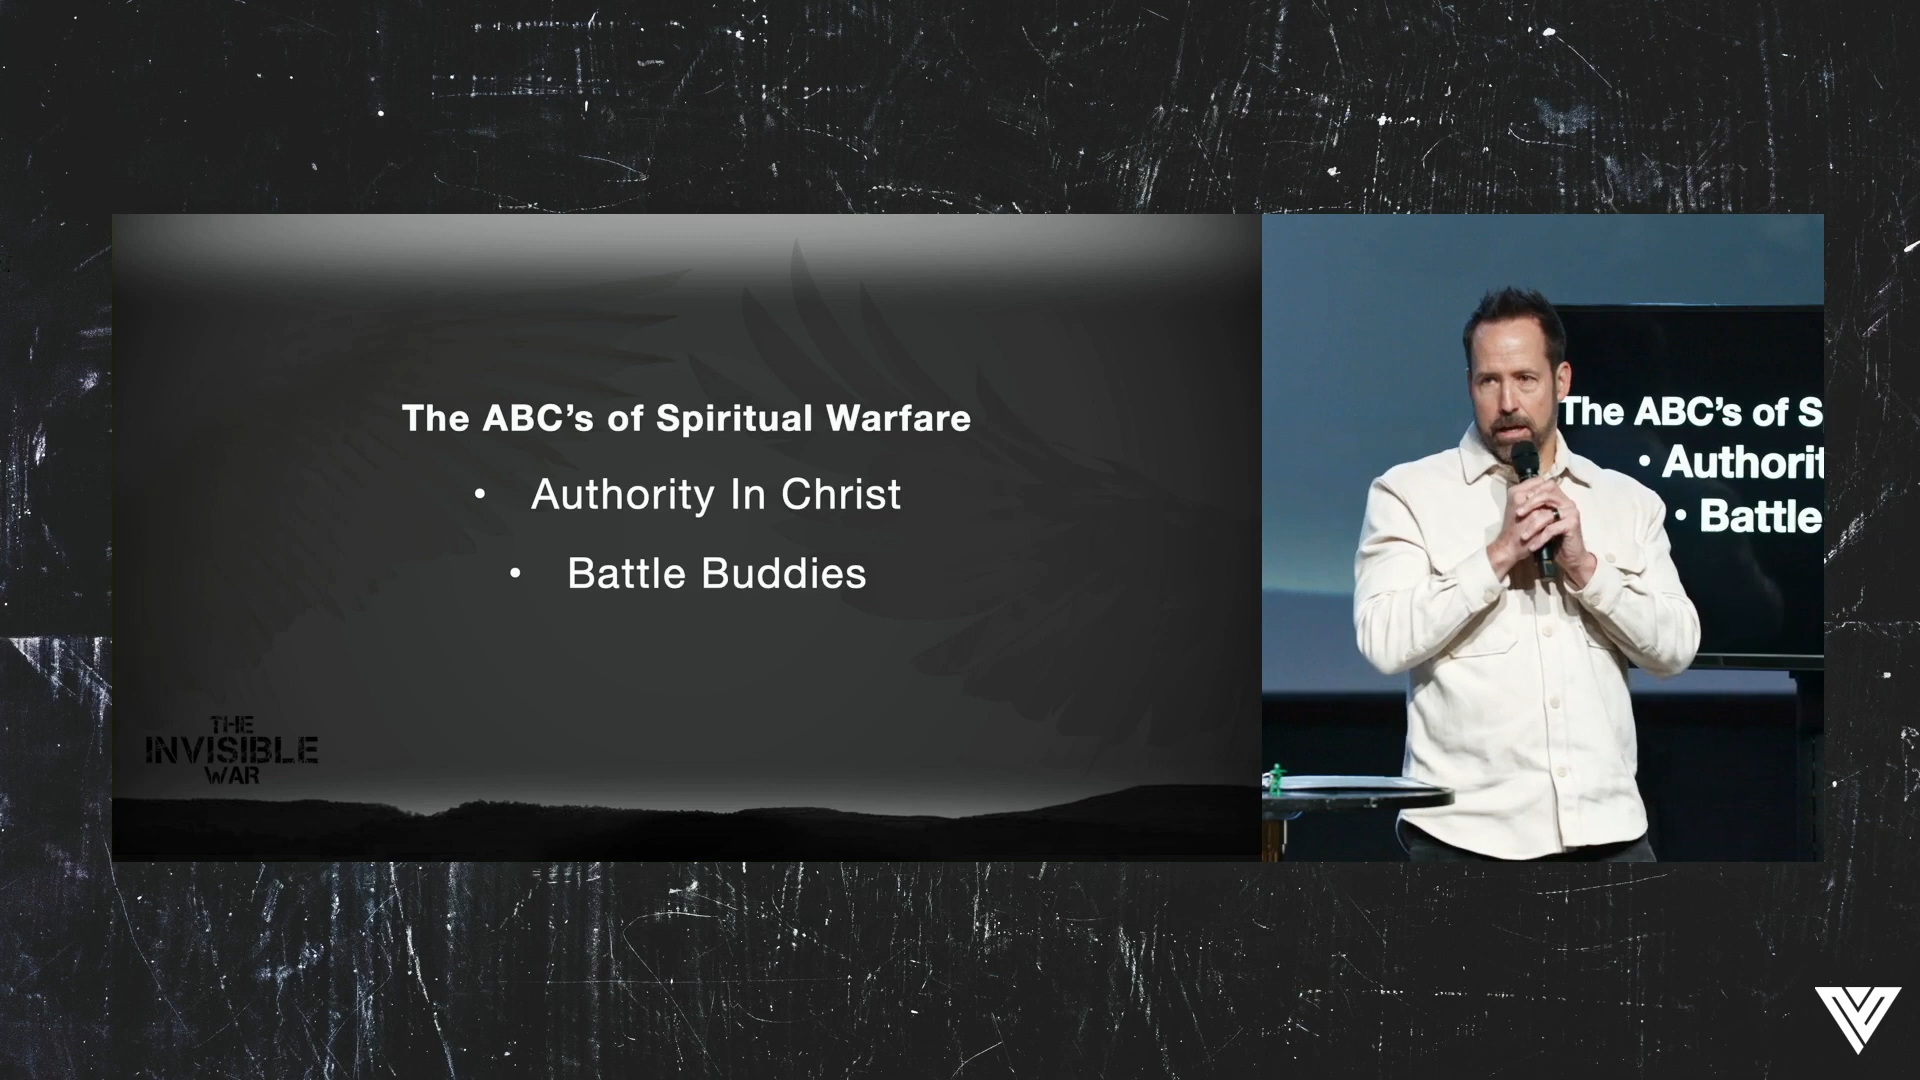 The ABC’s of Spiritual Warfare
• Authority In Christ
• Battle Buddies
THE
INVISIBLE
WAR
The ABC’s of S
• Authorit
• Battle